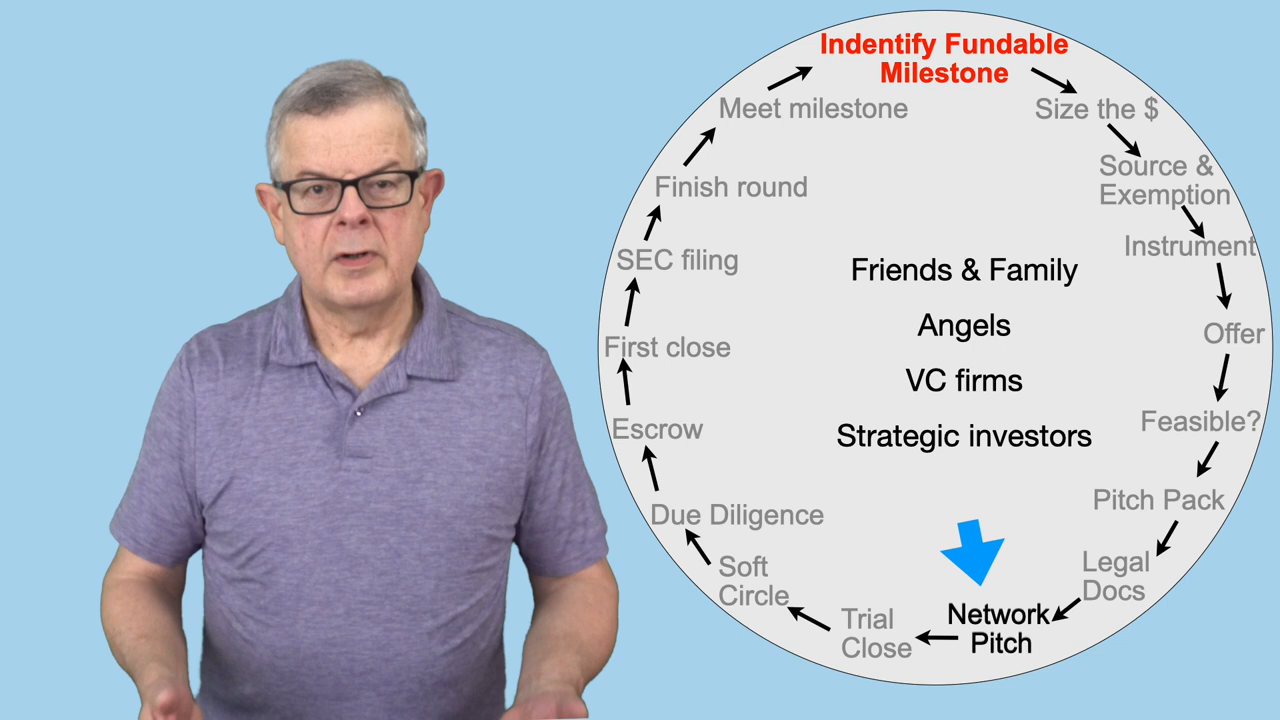 Indentify Fundable
Milestone
Size the $
Source &
Exemption
Instrument
Offer
Feasible?
Pitch Pack
Legal
Docs
Network
Pitch
Trial
Close
Soft
Circle
Due Diligence
Escrow
First close
SEC filing
Finish round
Meet milestone
Friends & Family
Angels
VC firms
Strategic investors